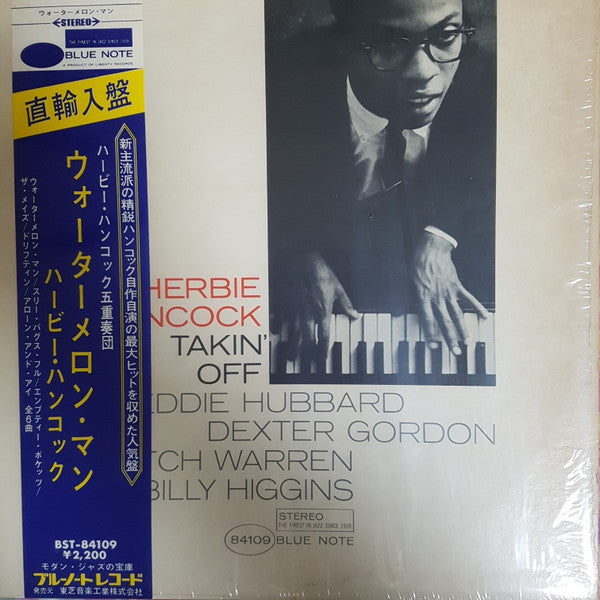 ウォーターメロン・マン
STEREO
THE FINEST IN JAZZ SINCE 1939
BLUE NOTE
A PRODUCT OF LIBERTY RECORDS
直輸入盤
新主流派の精鋭ハンコック自作自演の最大ヒットを収めた人気盤
ハービー・ハンコック五重奏団
ウォーターメロン・マン
ハービー・ハンコック
ウォーターメロン・マン/スリー・バグス・フル/エンプティー・ポケッツ/
ザ・メイズ/ドリフティン/アローン・アンド・アイ 全6曲
BST-84109
¥2,200
モダン・ジャズの宝庫
ブルーノートレコード
発売元 東芝音楽工業株式会社
HERBIE
NCOCK
TAKIN'
OFF
EDDIE HUBBARD
DEXTER GORDON
TCH WARREN
BILLY HIGGINS
STEREO
THE FINEST IN JAZZ SINCE 1939
84109 BLUE NOTE